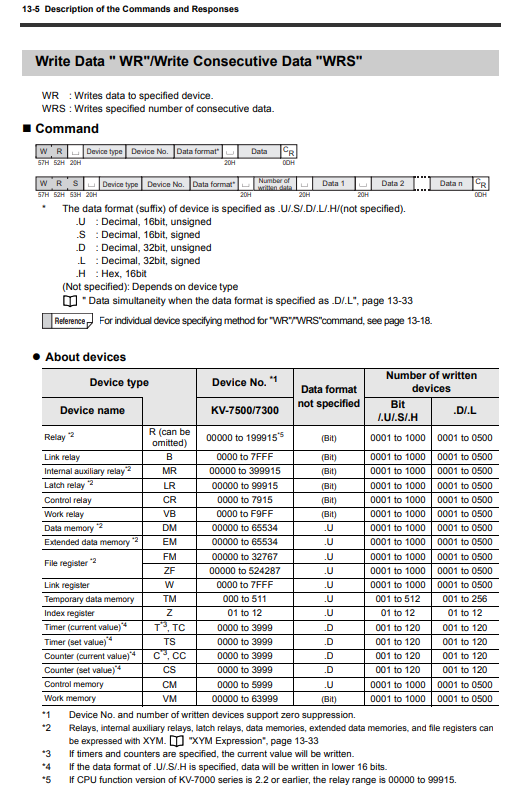 13-5 Description of the Commands and Responses
Write Data " WR"/Write Consecutive Data "WRS"
WR : Writes data to specified device.
WRS : Writes specified number of consecutive data.
■ Command
W R ⎵ Device type Device No. Data format* ⎵ Data CR
57H 52H 20H 20H 0DH
W R S ⎵ Device type Device No. Data format* ⎵ Number of written data ⎵ Data 1 ⎵ Data 2 Data n CR
57H 52H 53H 20H 20H 20H 20H 0DH
* The data format (suffix) of device is specified as .U/.S/.D/.L/.H/(not specified).
.U : Decimal, 16bit, unsigned
.S : Decimal, 16bit, signed
.D : Decimal, 32bit, unsigned
.L : Decimal, 32bit, signed
.H : Hex, 16bit
(Not specified): Depends on device type
" Data simultaneity when the data format is specified as .D/.L", page 13-33
Reference For individual device specifying method for "WR"/"WRS"command, see page 13-18.
● About devices
Device type Device No. *1 Data format not specified Number of written devices
Device name KV-7500/7300 Bit /.U/.S/.H .D/.L
Relay *2 R (can be omitted) 00000 to 199915*5 (Bit) 0001 to 1000 0001 to 0500
Link relay B 0000 to 7FFF (Bit) 0001 to 1000 0001 to 0500
Internal auxiliary relay*2 MR 00000 to 399915 (Bit) 0001 to 1000 0001 to 0500
Latch relay *2 LR 00000 to 99915 (Bit) 0001 to 1000 0001 to 0500
Control relay CR 0000 to 7915 (Bit) 0001 to 1000 0001 to 0500
Work relay VB 0000 to F9FF (Bit) 0001 to 1000 0001 to 0500
Data memory *2 DM 00000 to 65534 .U 0001 to 1000 0001 to 0500
Extended data memory *2 EM 00000 to 65534 .U 0001 to 1000 0001 to 0500
File register *2 FM 00000 to 32767 .U 0001 to 1000 0001 to 0500
ZF 00000 to 524287 .U 0001 to 1000 0001 to 0500
Link register W 0000 to 7FFF .U 0001 to 1000 0001 to 0500
Temporary data memory TM 000 to 511 .U 001 to 512 001 to 256
Index register Z 01 to 12 .U 01 to 12 01 to 12
Timer (current value)*4 T*3, TC 0000 to 3999 .D 001 to 120 001 to 120
Timer (set value)*4 TS 0000 to 3999 .D 001 to 120 001 to 120
Counter (current value)*4 C*3, CC 0000 to 3999 .D 001 to 120 001 to 120
Counter (set value)*4 CS 0000 to 3999 .D 001 to 120 001 to 120
Control memory CM 0000 to 5999 .U 0001 to 1000 0001 to 0500
Work memory VM 00000 to 63999 (Bit) 0001 to 1000 0001 to 0500
*1 Device No. and number of written devices support zero suppression.
*2 Relays, internal auxiliary relays, latch relays, data memories, extended data memory, and file registers can
be expressed with XYM. "XYM Expression", page 13-33
*3 If timers and counters are specified, the current value will be written.
*4 If the data format of .U/.S/.H is specified, data will be written in lower 16 bits.
*5 If CPU function version of KV-7000 series is 2.2 or earlier, the relay range is 00000 to 99915.